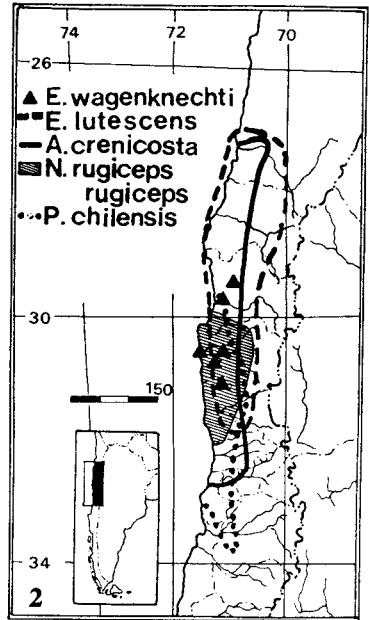 74 72 70
26
E. wagenknechti
E. lutescens
A. crenicosta
N. rugiceps
rugiceps
P. chilensis
30
150
34
2